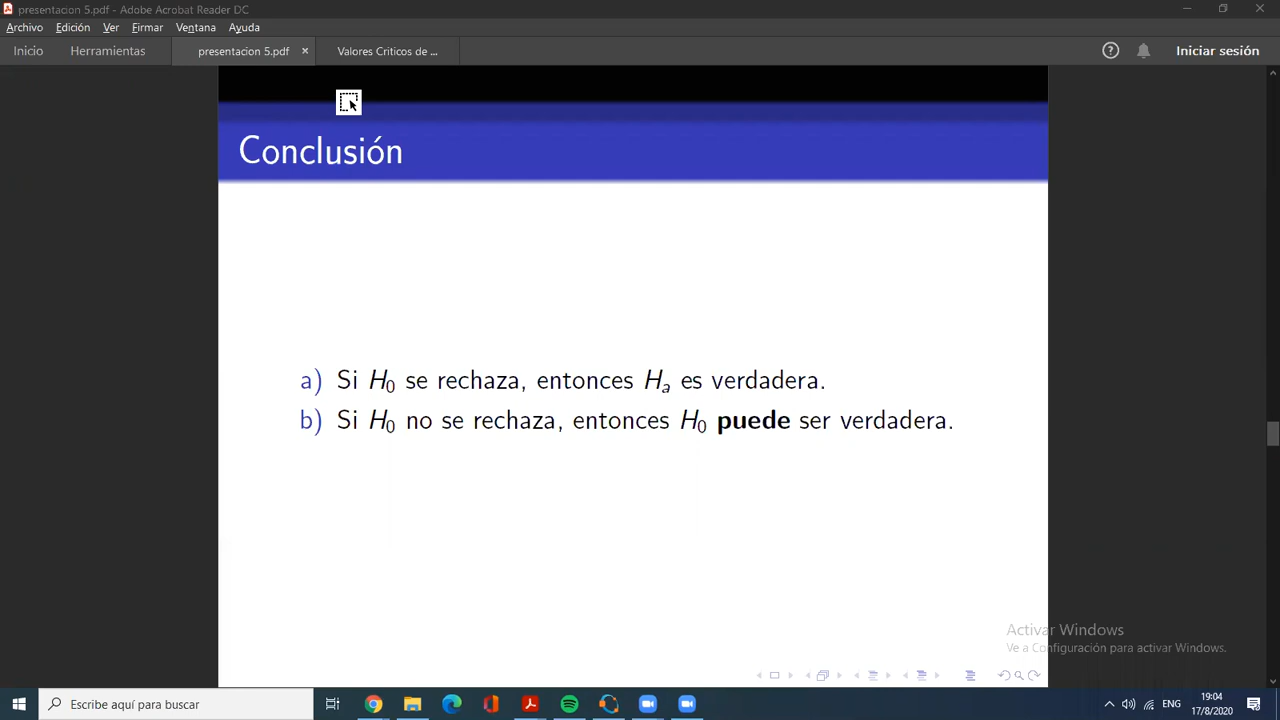 presentacion 5.pdf - Adobe Acrobat Reader DC
Archivo Edición Ver Firmar Ventana Ayuda
Inicio Herramientas presentacion 5.pdf × Valores Criticos de ... Iniciar sesión
Conclusión
a) Si H₀ se rechaza, entonces Hₐ es verdadera.
b) Si H₀ no se rechaza, entonces H₀ puede ser verdadera.
Activar Windows
Ve a Configuración para activar Windows.
Escribe aquí para buscar
ENG
19:04
17/8/2020